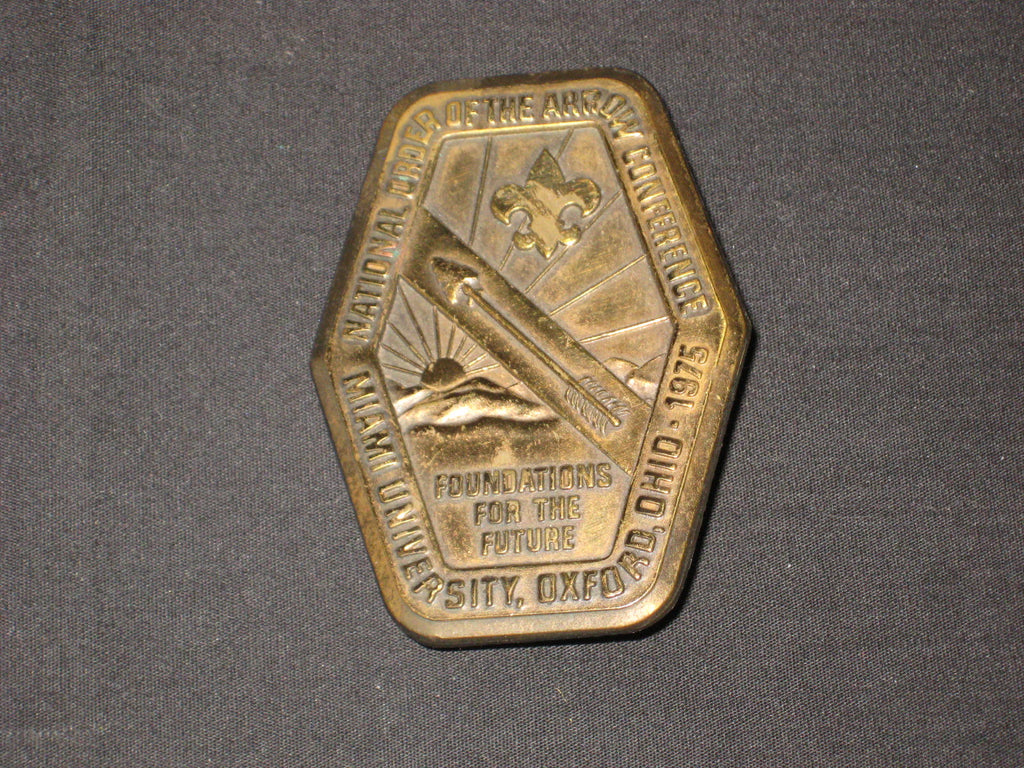 NATIONAL ORDER OF THE ARROW CONFERENCE
MIAMI UNIVERSITY, OXFORD, OHIO · 1975
FOUNDATIONS
FOR THE
FUTURE